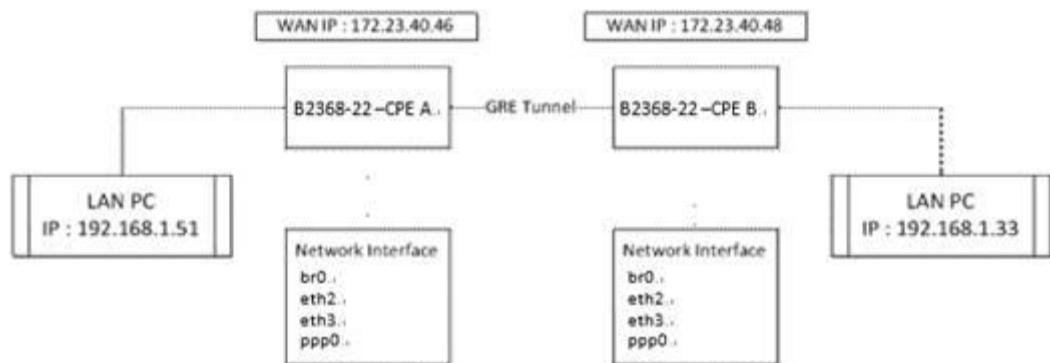 WAN IP : 172.23.40.46
WAN IP : 172.23.40.48
B2368-22 –CPE A
GRE Tunnel
B2368-22 –CPE B
LAN PC
IP : 192.168.1.51
LAN PC
IP : 192.168.1.33
Network Interface
br0
eth2
eth3
ppp0
Network Interface
br0
eth2
eth3
ppp0